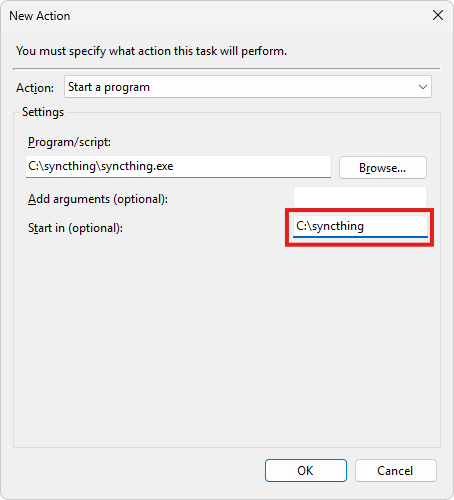 New Action
You must specify what action this task will perform.
Action: Start a program
Settings
Program/script:
C:\syncthing\syncthing.exe Browse...
Add arguments (optional):
Start in (optional): C:\syncthing
OK Cancel